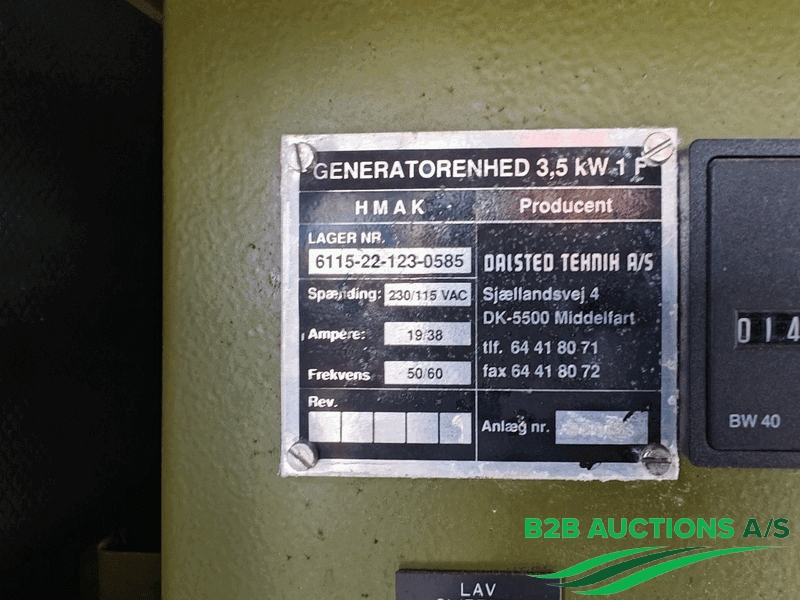 GENERATORENHED 3,5 kW 1 F
HMAK
Producent
LAGER NR.
6115-22-123-0585
Spænding: 230/115 VAC
Ampere: 19/38
Frekvens 50/60
Rev.
DALSTED TEKNIK A/S
Sjællandsvej 4
DK-5500 Middelfart
tlf. 64 41 80 71
fax 64 41 80 72
Anlæg nr.
014
BW 40
B2B AUCTIONS A/S
LAV